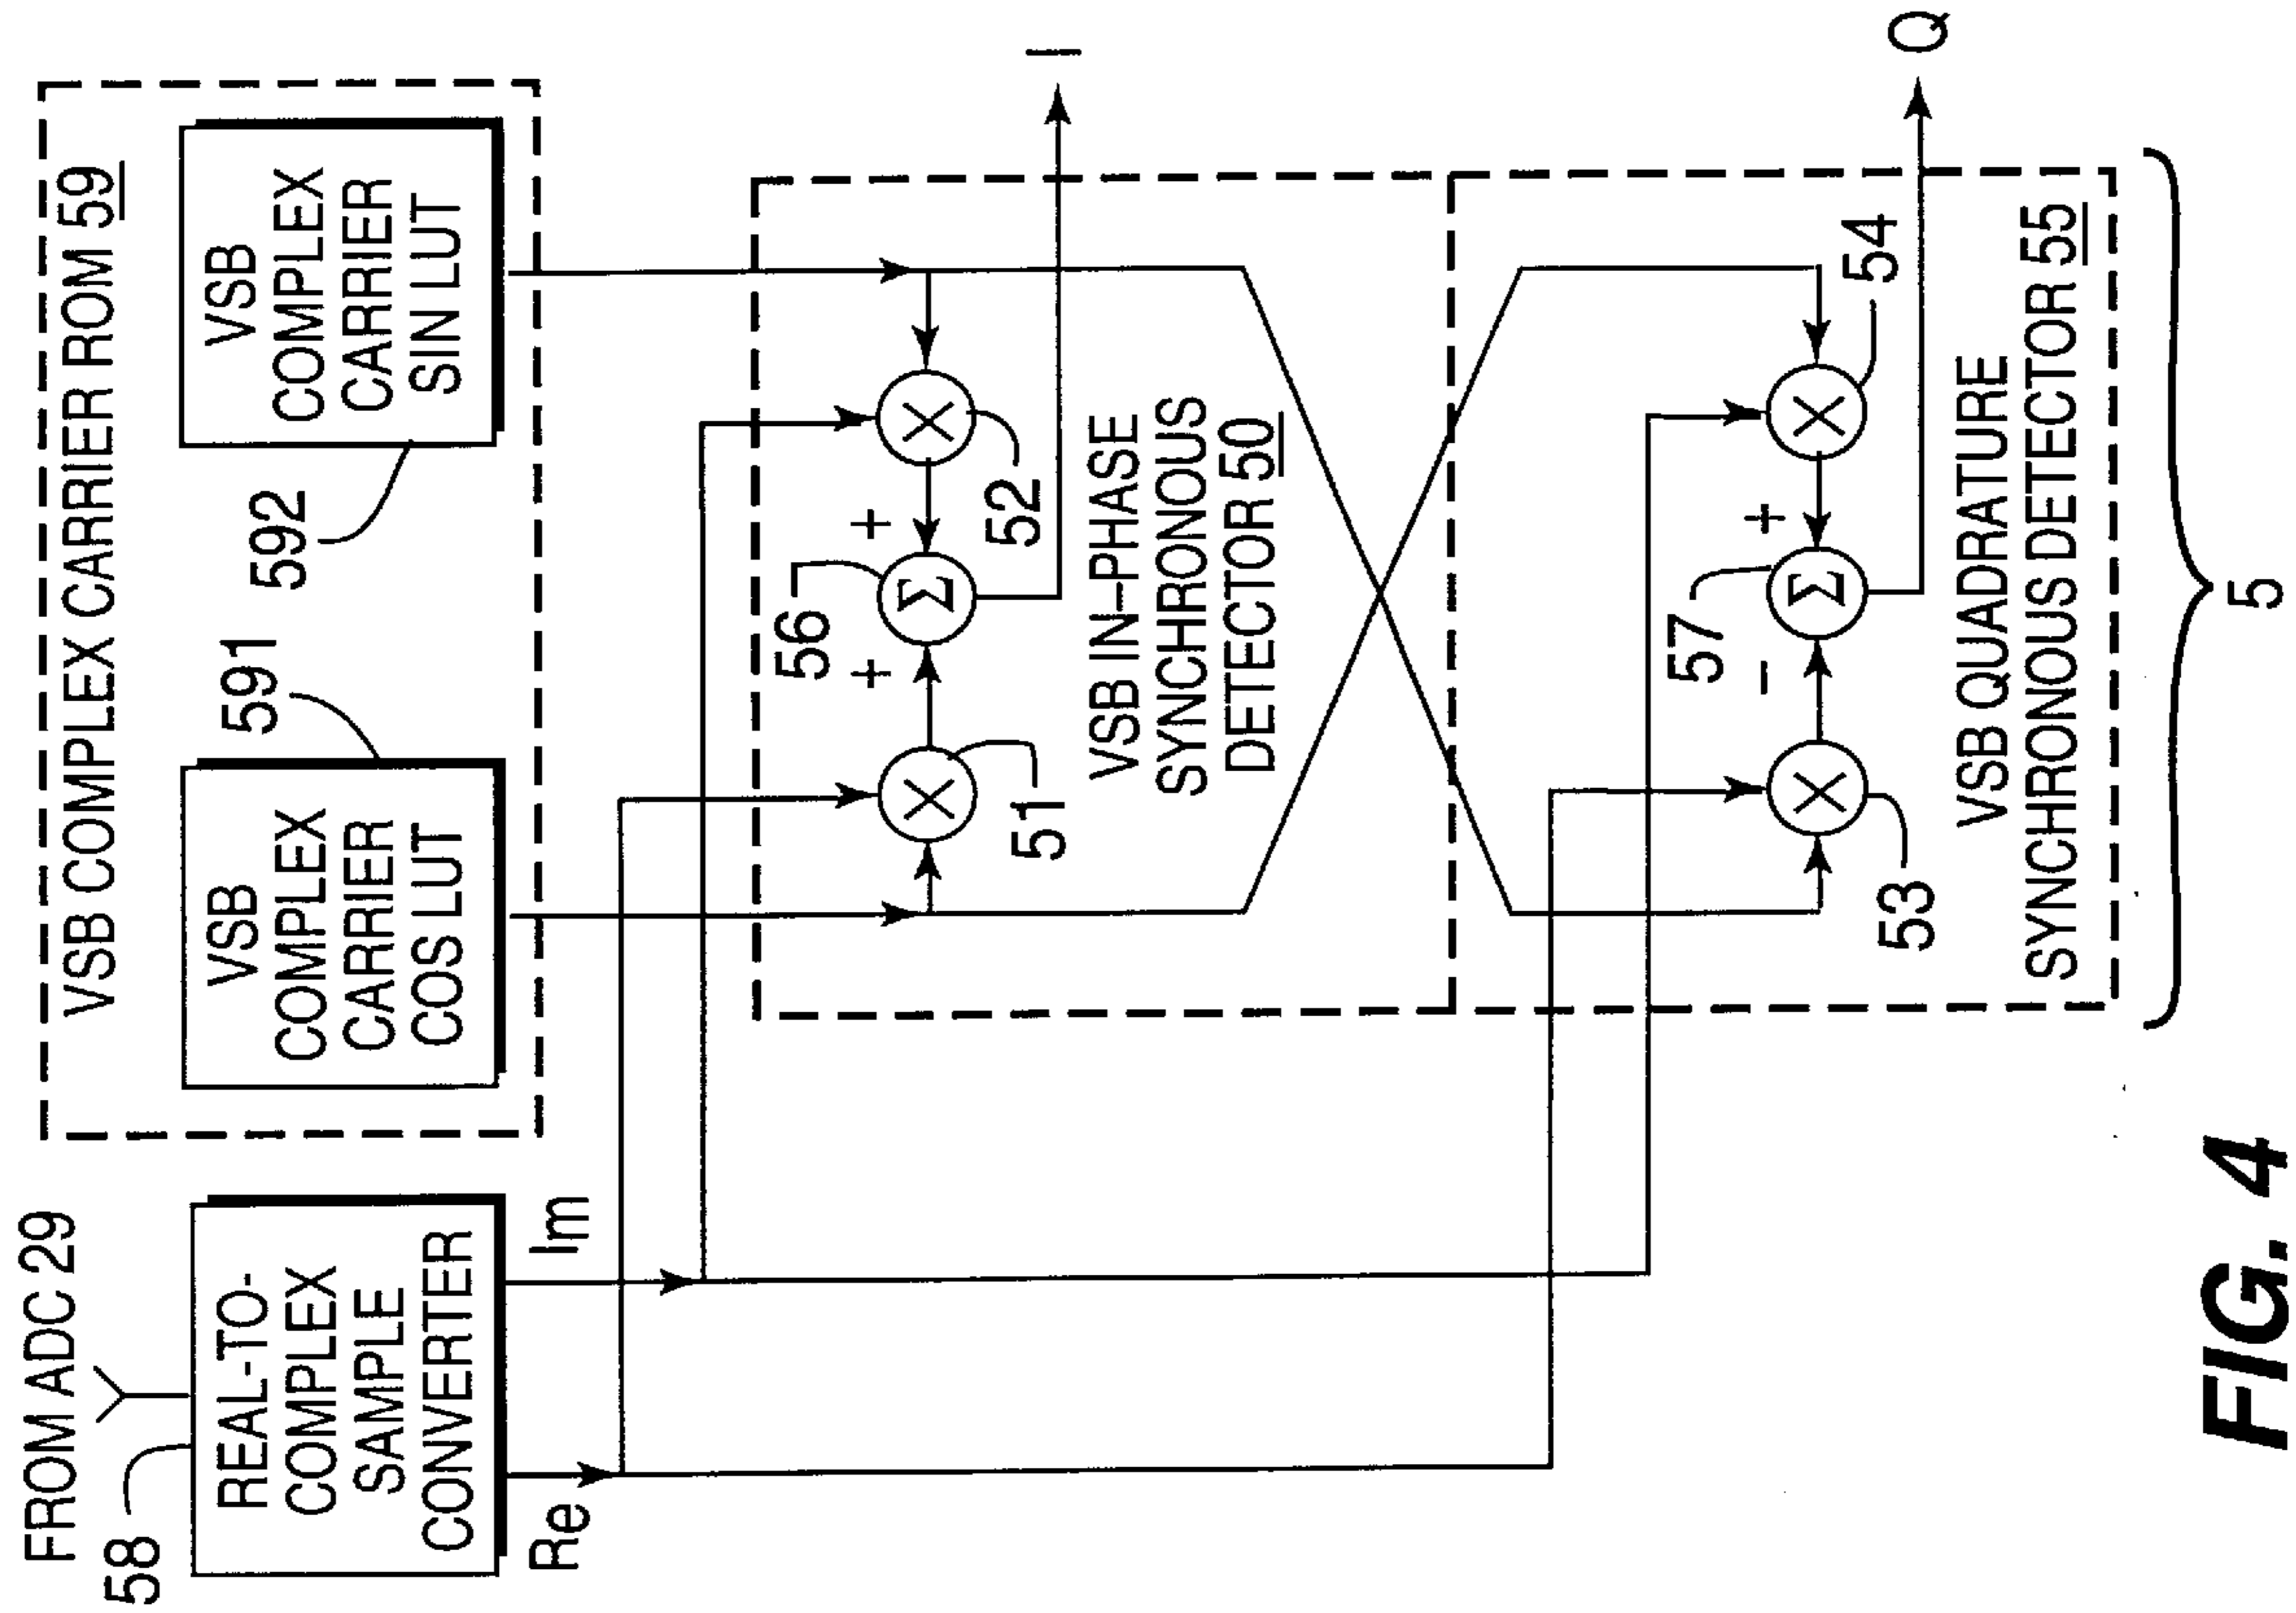 FROM ADC 29
58
REAL-TO-
COMPLEX
SAMPLE
CONVERTER
Re
Im
VSB COMPLEX CARRIER ROM 59
591
VSB
COMPLEX
CARRIER
COS LUT
592
VSB
COMPLEX
CARRIER
SIN LUT
56
+
+
X
Σ
X
51
52
VSB IN-PHASE
SYNCHRONOUS
DETECTOR 50
I
57
-
+
X
Σ
X
53
54
VSB QUADRATURE
SYNCHRONOUS DETECTOR 55
Q
5
FIG. 4